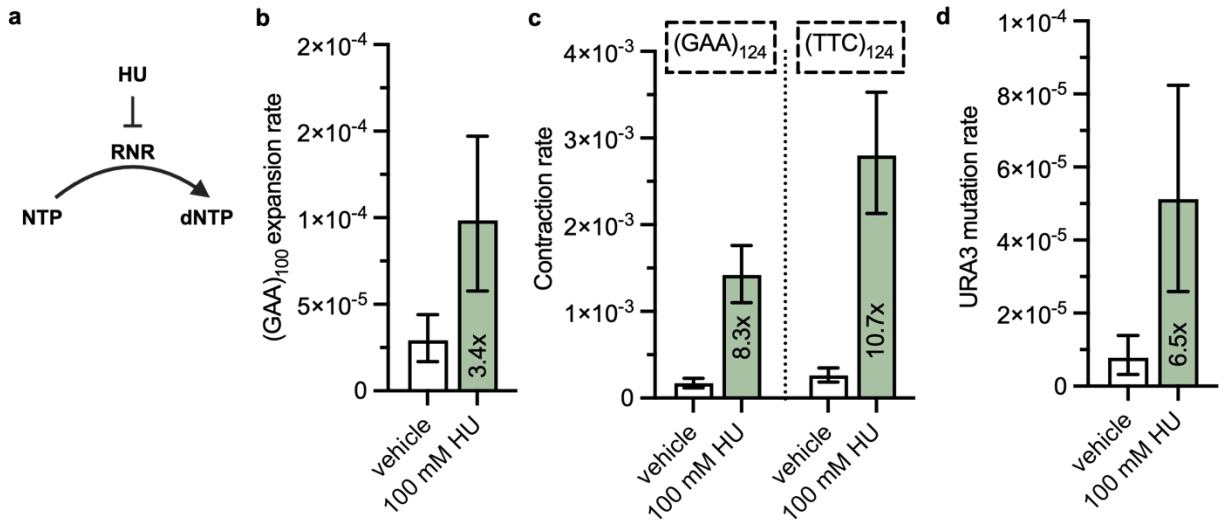 a
HU
RNR
NTP
dNTP
b
(GAA)100 expansion rate
2×10-4
2×10-4
1×10-4
5×10-5
0
3.4x
vehicle
100 mM HU
c
Contraction rate
4×10-3
3×10-3
2×10-3
1×10-3
0
(GAA)124
(TTC)124
8.3x
10.7x
vehicle
100 mM HU
vehicle
100 mM HU
d
URA3 mutation rate
1×10-4
8×10-5
6×10-5
4×10-5
2×10-5
0
6.5x
vehicle
100 mM HU